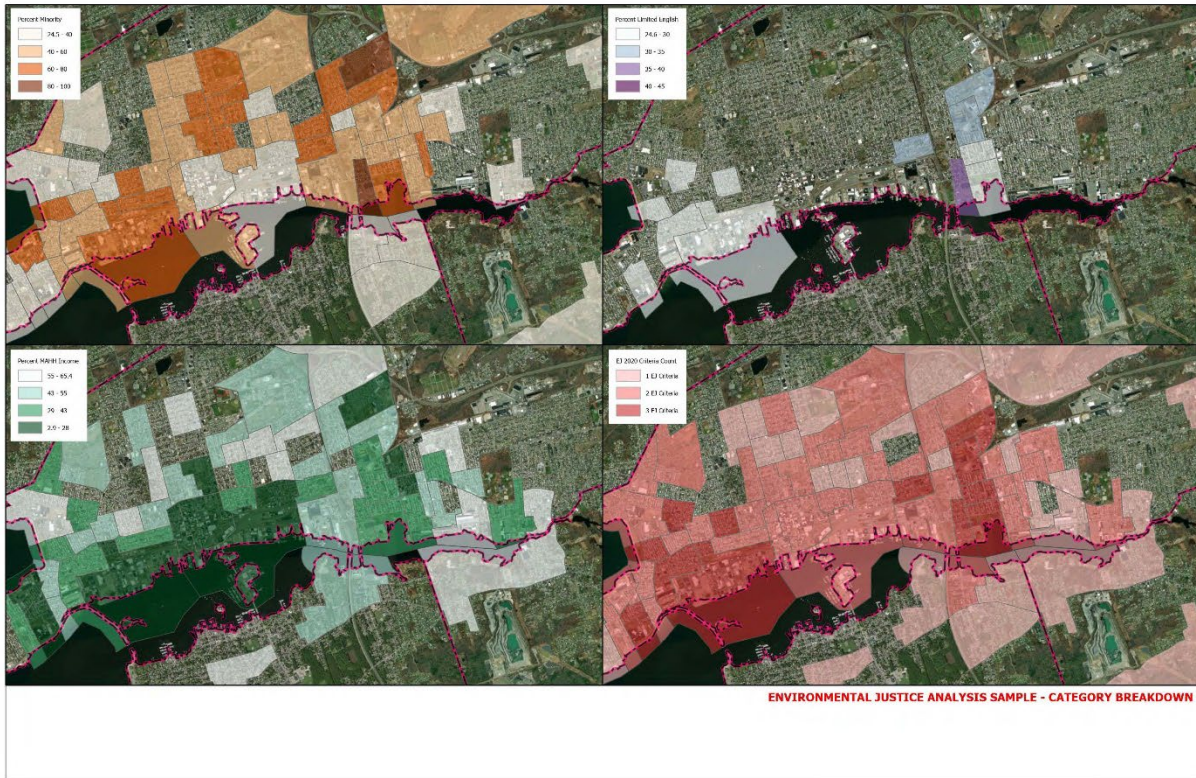 Percent Minority
24.5 - 40
40 - 60
60 - 80
80 - 100
Percent Limited English
24.6 - 30
30 - 35
35 - 40
40 - 45
Percent MAHH Income
55 - 65.4
43 - 55
29 - 43
2.9 - 28
EJ 2020 Criteria Count
1 EJ Criteria
2 EJ Criteria
3 EJ Criteria
ENVIRONMENTAL JUSTICE ANALYSIS SAMPLE - CATEGORY BREAKDOWN